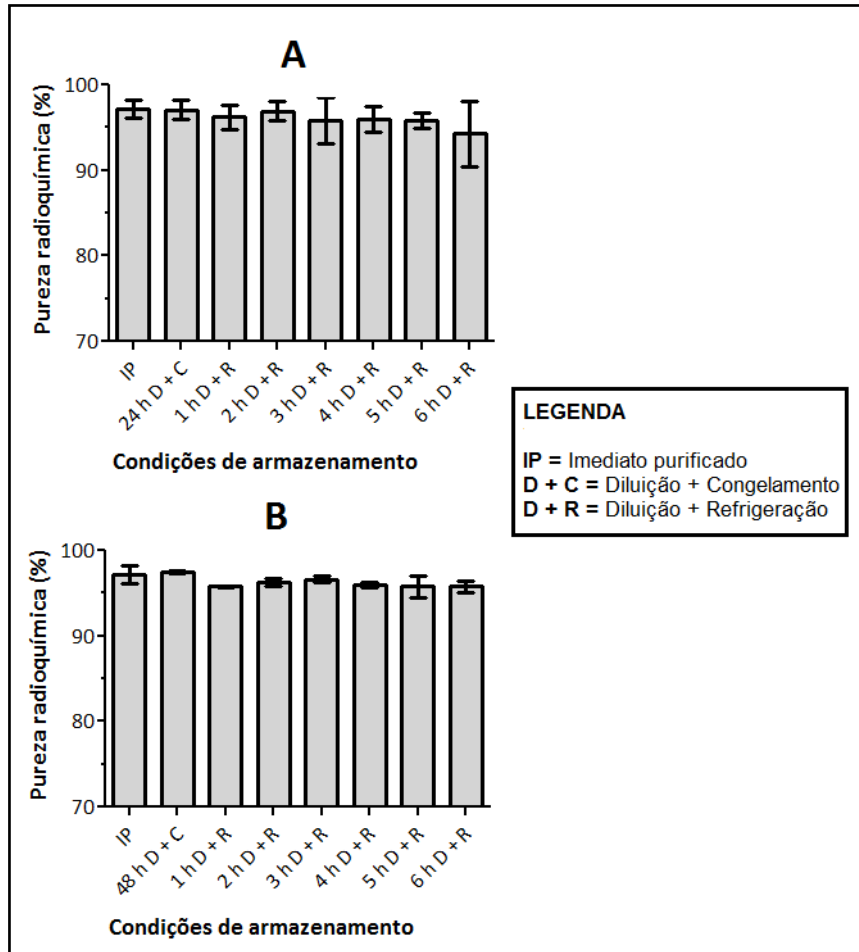 A
Pureza radioquímica (%)
100
90
80
70
IP
24 h D + C
1 h D + R
2 h D + R
3 h D + R
4 h D + R
5 h D + R
6 h D + R
Condições de armazenamento
LEGENDA
IP = Imediato purificado
D + C = Diluição + Congelamento
D + R = Diluição + Refrigeração
B
Pureza radioquímica (%)
100
90
80
70
IP
48 h D + C
1 h D + R
2 h D + R
3 h D + R
4 h D + R
5 h D + R
6 h D + R
Condições de armazenamento